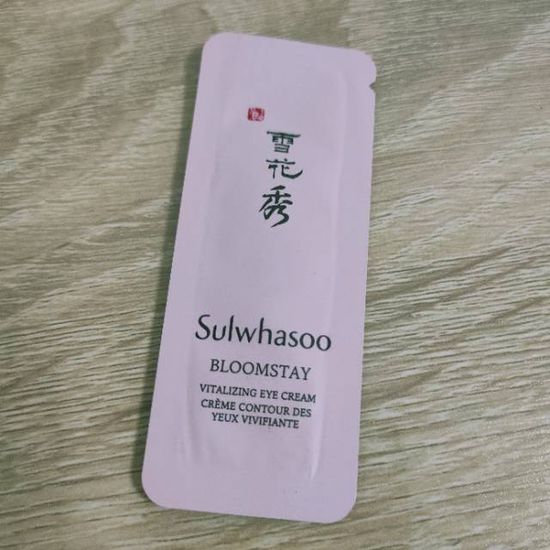 雪
花
秀
Sulwhasoo
BLOOMSTAY
VITALIZING EYE CREAM
CRÈME CONTOUR DES
YEUX VIVIFIANTE